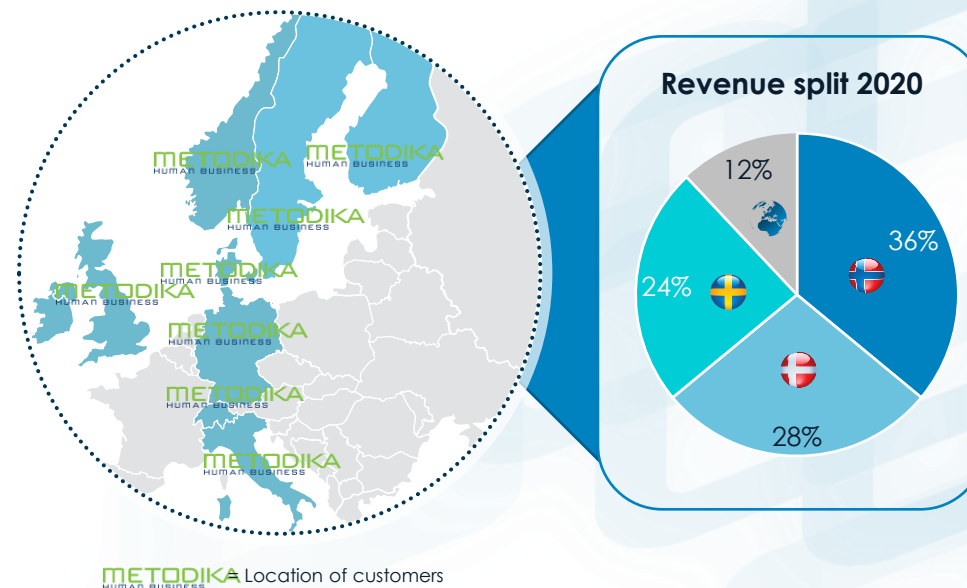 Revenue split 2020
METODIKA
HUMAN BUSINESS
METODIKA
HUMAN BUSINESS
METODIKA
HUMAN BUSINESS
METODIKA
HUMAN BUSINESS
METODIKA
HUMAN BUSINESS
METODIKA
HUMAN BUSINESS
METODIKA
HUMAN BUSINESS
METODIKA
HUMAN BUSINESS
12%
36%
24%
28%
METODIKA = Location of customers
HUMAN BUSINESS